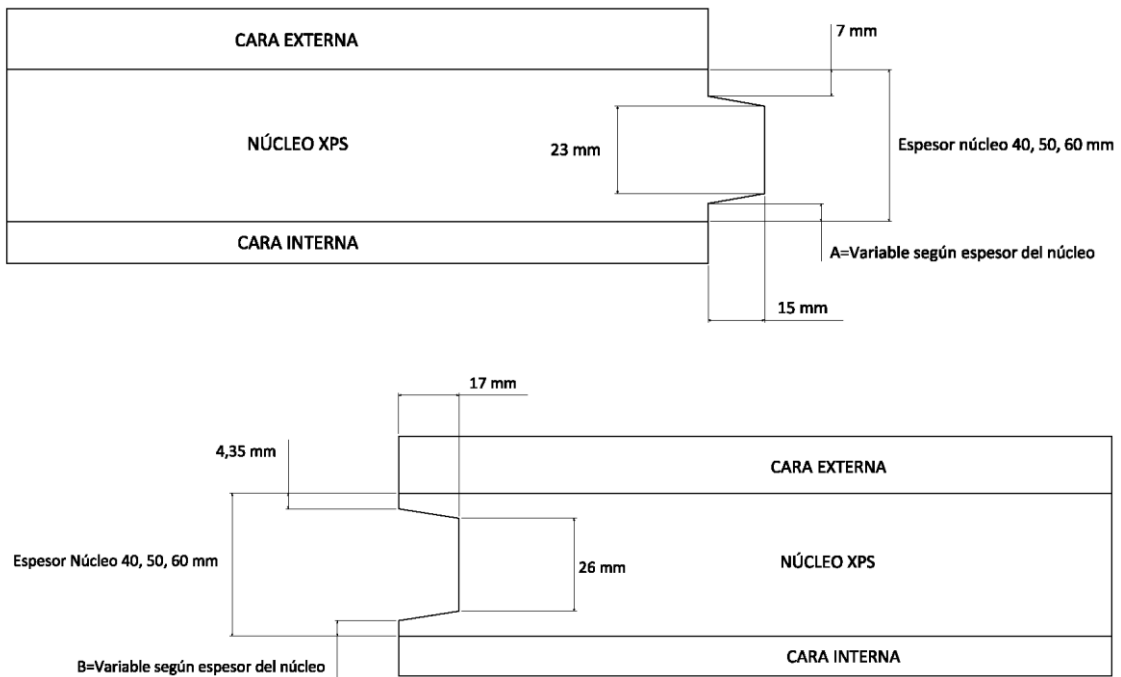 CARA EXTERNA
7 mm
NÚCLEO XPS
23 mm
Espesor núcleo 40, 50, 60 mm
CARA INTERNA
A=Variable según espesor del núcleo
15 mm
17 mm
4,35 mm
CARA EXTERNA
Espesor Núcleo 40, 50, 60 mm
26 mm
NÚCLEO XPS
B=Variable según espesor del núcleo
CARA INTERNA